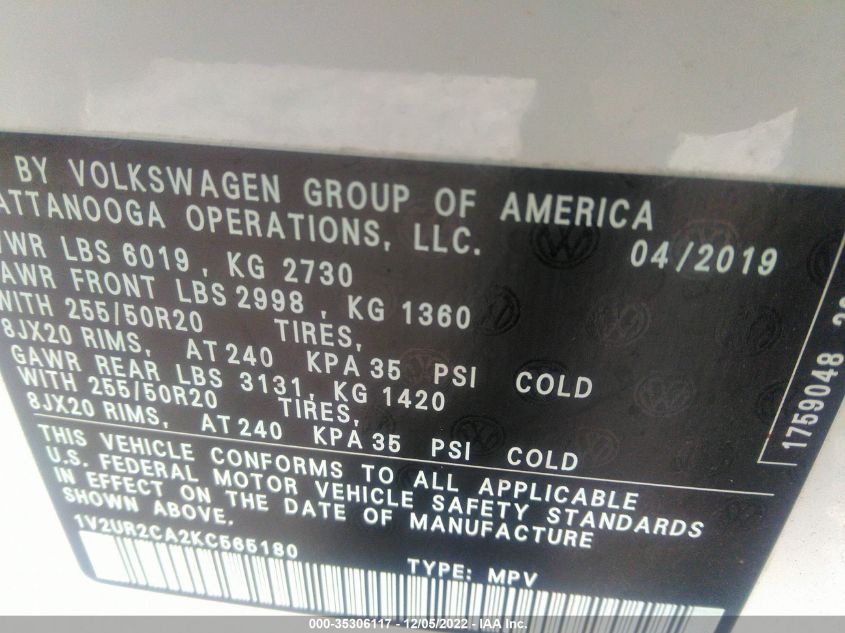 BY VOLKSWAGEN GROUP OF AMERICA
ATTANOOGA OPERATIONS, LLC.
04/2019
WR LBS 6019, KG 2730
AWR FRONT LBS 2998, KG 1360
WITH 255/50R20 TIRES,
8JX20 RIMS, AT 240 KPA 35 PSI COLD
GAWR REAR LBS 3131, KG 1420
WITH 255/50R20 TIRES,
8JX20 RIMS, AT 240 KPA 35 PSI COLD
THIS VEHICLE CONFORMS TO ALL APPLICABLE
U.S. FEDERAL MOTOR VEHICLE SAFETY STANDARDS
IN EFFECT ON THE DATE OF MANUFACTURE
SHOWN ABOVE.
1V2UR2CA2KC565180
TYPE: MPV
1759048
000-35306117 - 12/05/2022 - IAA Inc.